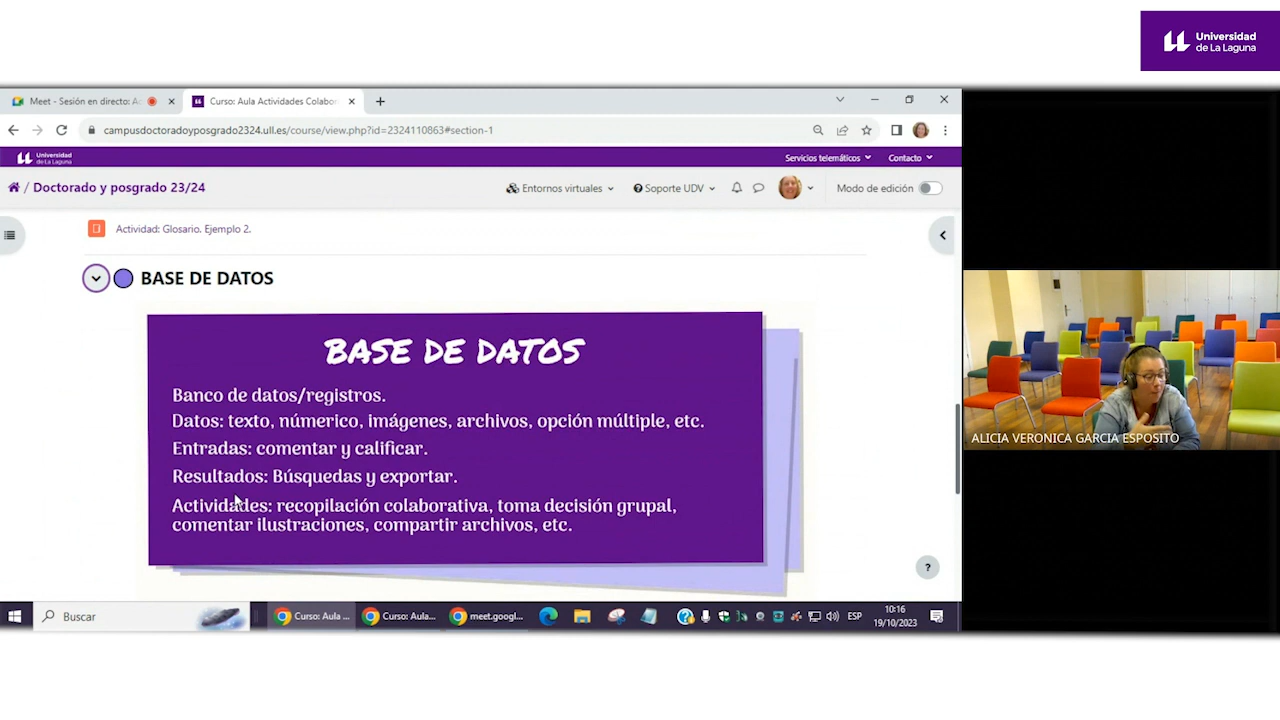 Universidad
de La Laguna
Meet - Sesión en directo: Ac
Curso: Aula Actividades Colabor
campusdoctoradoyposgrado2324.ull.es/course/view.php?id=2324110863#section-1
Universidad
de La Laguna
Servicios telemáticos
Contacto
/ Doctorado y posgrado 23/24
Entornos virtuales
Soporte UDV
Modo de edición
Actividad: Glosario. Ejemplo 2.
BASE DE DATOS
BASE DE DATOS
Banco de datos/registros.
Datos: texto, númerico, imágenes, archivos, opción múltiple, etc.
Entradas: comentar y calificar.
Resultados: Búsquedas y exportar.
Actividades: recopilación colaborativa, toma decisión grupal,
comentar ilustraciones, compartir archivos, etc.
?
ALICIA VERONICA GARCIA ESPOSITO
Buscar
Curso: Aula ...
Curso: Aula...
meet.googl...
ESP
10:16
19/10/2023